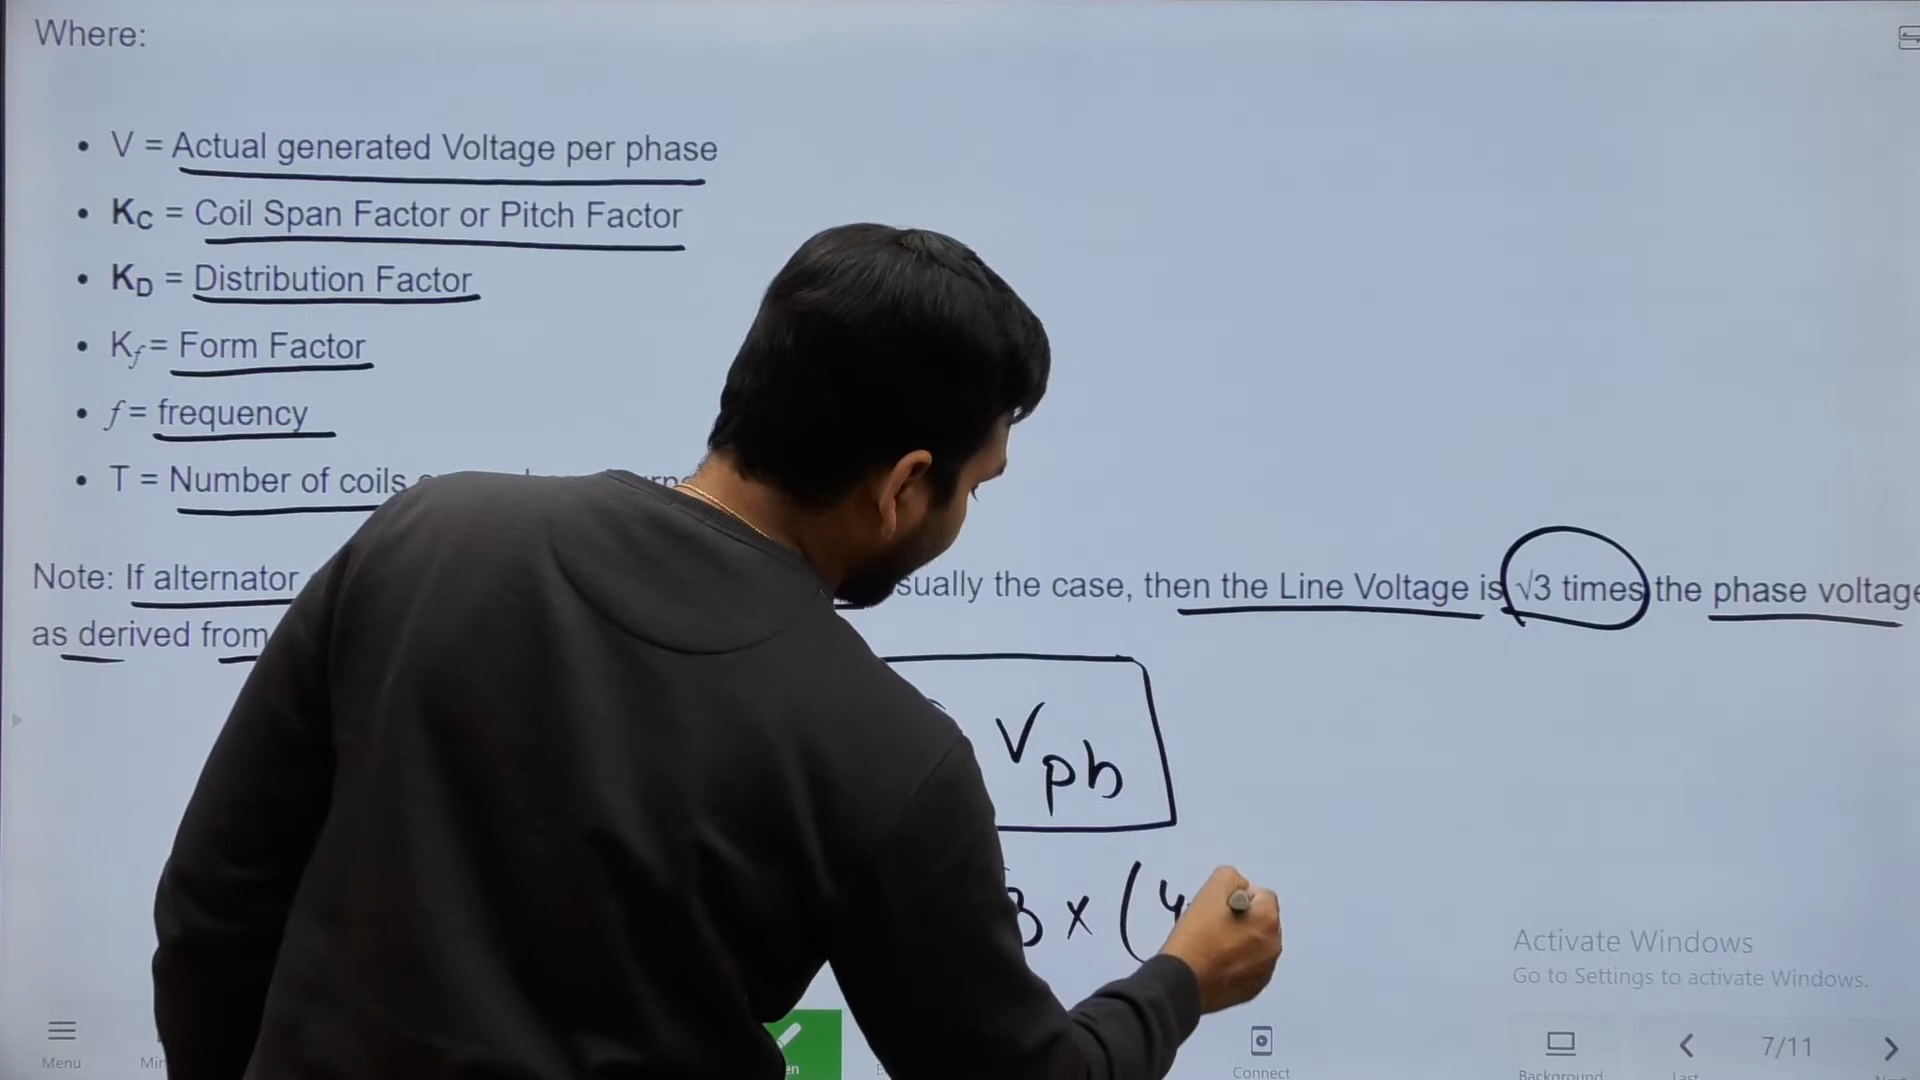 Where:
• V = Actual generated Voltage per phase
• KC = Coil Span Factor or Pitch Factor
• KD = Distribution Factor
• Kf = Form Factor
• f = frequency
• T = Number of coils
Note: If alternator sually the case, then the Line Voltage is √3 times the phase voltage
as derived from
Vph
3 × (4
Activate Windows
Go to Settings to activate Windows.
Menu Connect Background 7/11